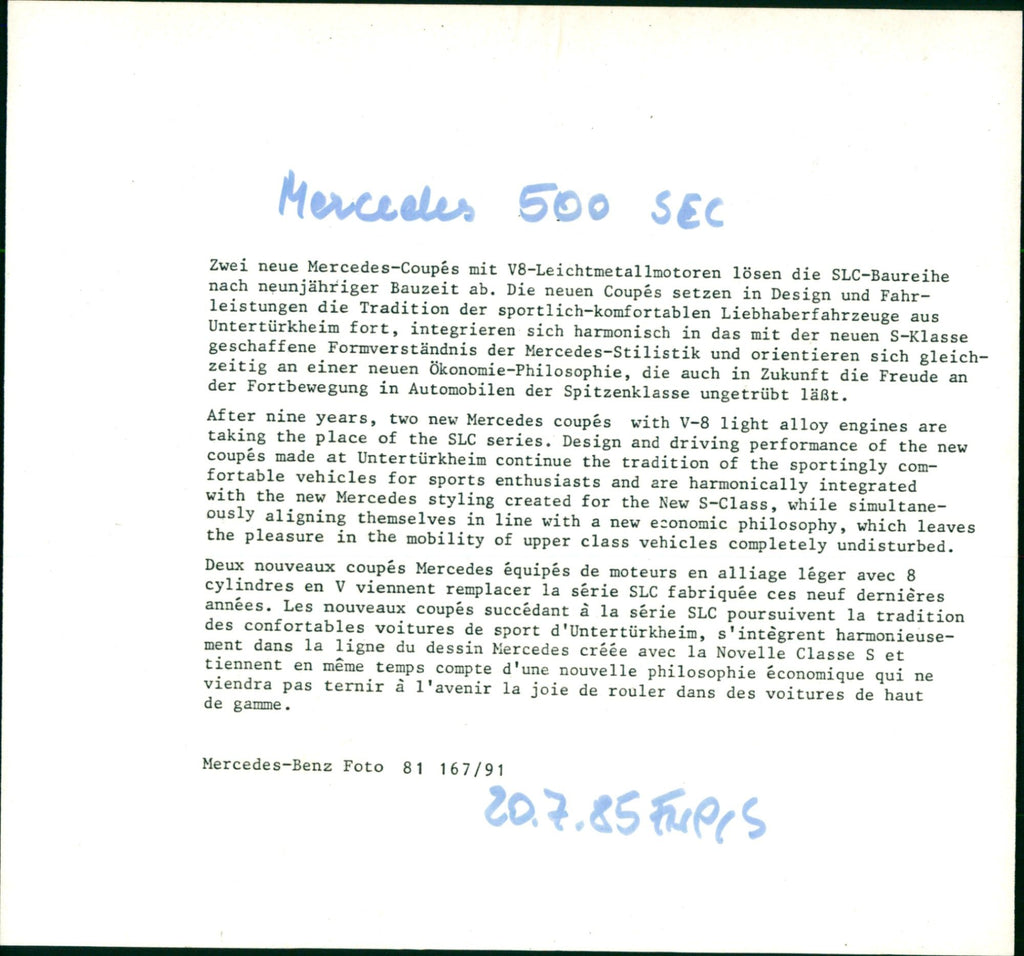 Mercedes 500 SEC
Zwei neue Mercedes-Coupés mit V8-Leichtmetallmotoren lösen die SLC-Baureihe
nach neunjähriger Bauzeit ab. Die neuen Coupés setzen in Design und Fahr-
leistungen die Tradition der sportlich-komfortablen Liebhaberfahrzeuge aus
Untertürkheim fort, integrieren sich harmonisch in das mit der neuen S-Klasse
geschaffene Formverständnis der Mercedes-Stilistik und orientieren sich gleich-
zeitig an einer neuen Ökonomie-Philosophie, die auch in Zukunft die Freude an
der Fortbewegung in Automobilen der Spitzenklasse ungetrübt läßt.
After nine years, two new Mercedes coupés with V-8 light alloy engines are
taking the place of the SLC series. Design and driving performance of the new
coupés made at Untertürkheim continue the tradition of the sportingly com-
fortable vehicles for sports enthusiasts and are harmonically integrated
with the new Mercedes styling created for the New S-Class, while simultane-
ously aligning themselves in line with a new economic philosophy, which leaves
the pleasure in the mobility of upper class vehicles completely undisturbed.
Deux nouveaux coupés Mercedes équipés de moteurs en alliage léger avec 8
cylindres en V viennent remplacer la série SLC fabriquée ces neuf dernières
années. Les nouveaux coupés succédant à la série SLC poursuivent la tradition
des confortables voitures de sport d'Untertürkheim, s'intègrent harmonieuse-
ment dans la ligne du dessin Mercedes créée avec la Novelle Classe S et
tiennent en même temps compte d'une nouvelle philosophie économique qui ne
viendra pas ternir à l'avenir la joie de rouler dans des voitures de haut
de gamme.
Mercedes-Benz Foto 81 167/91
20.7.85